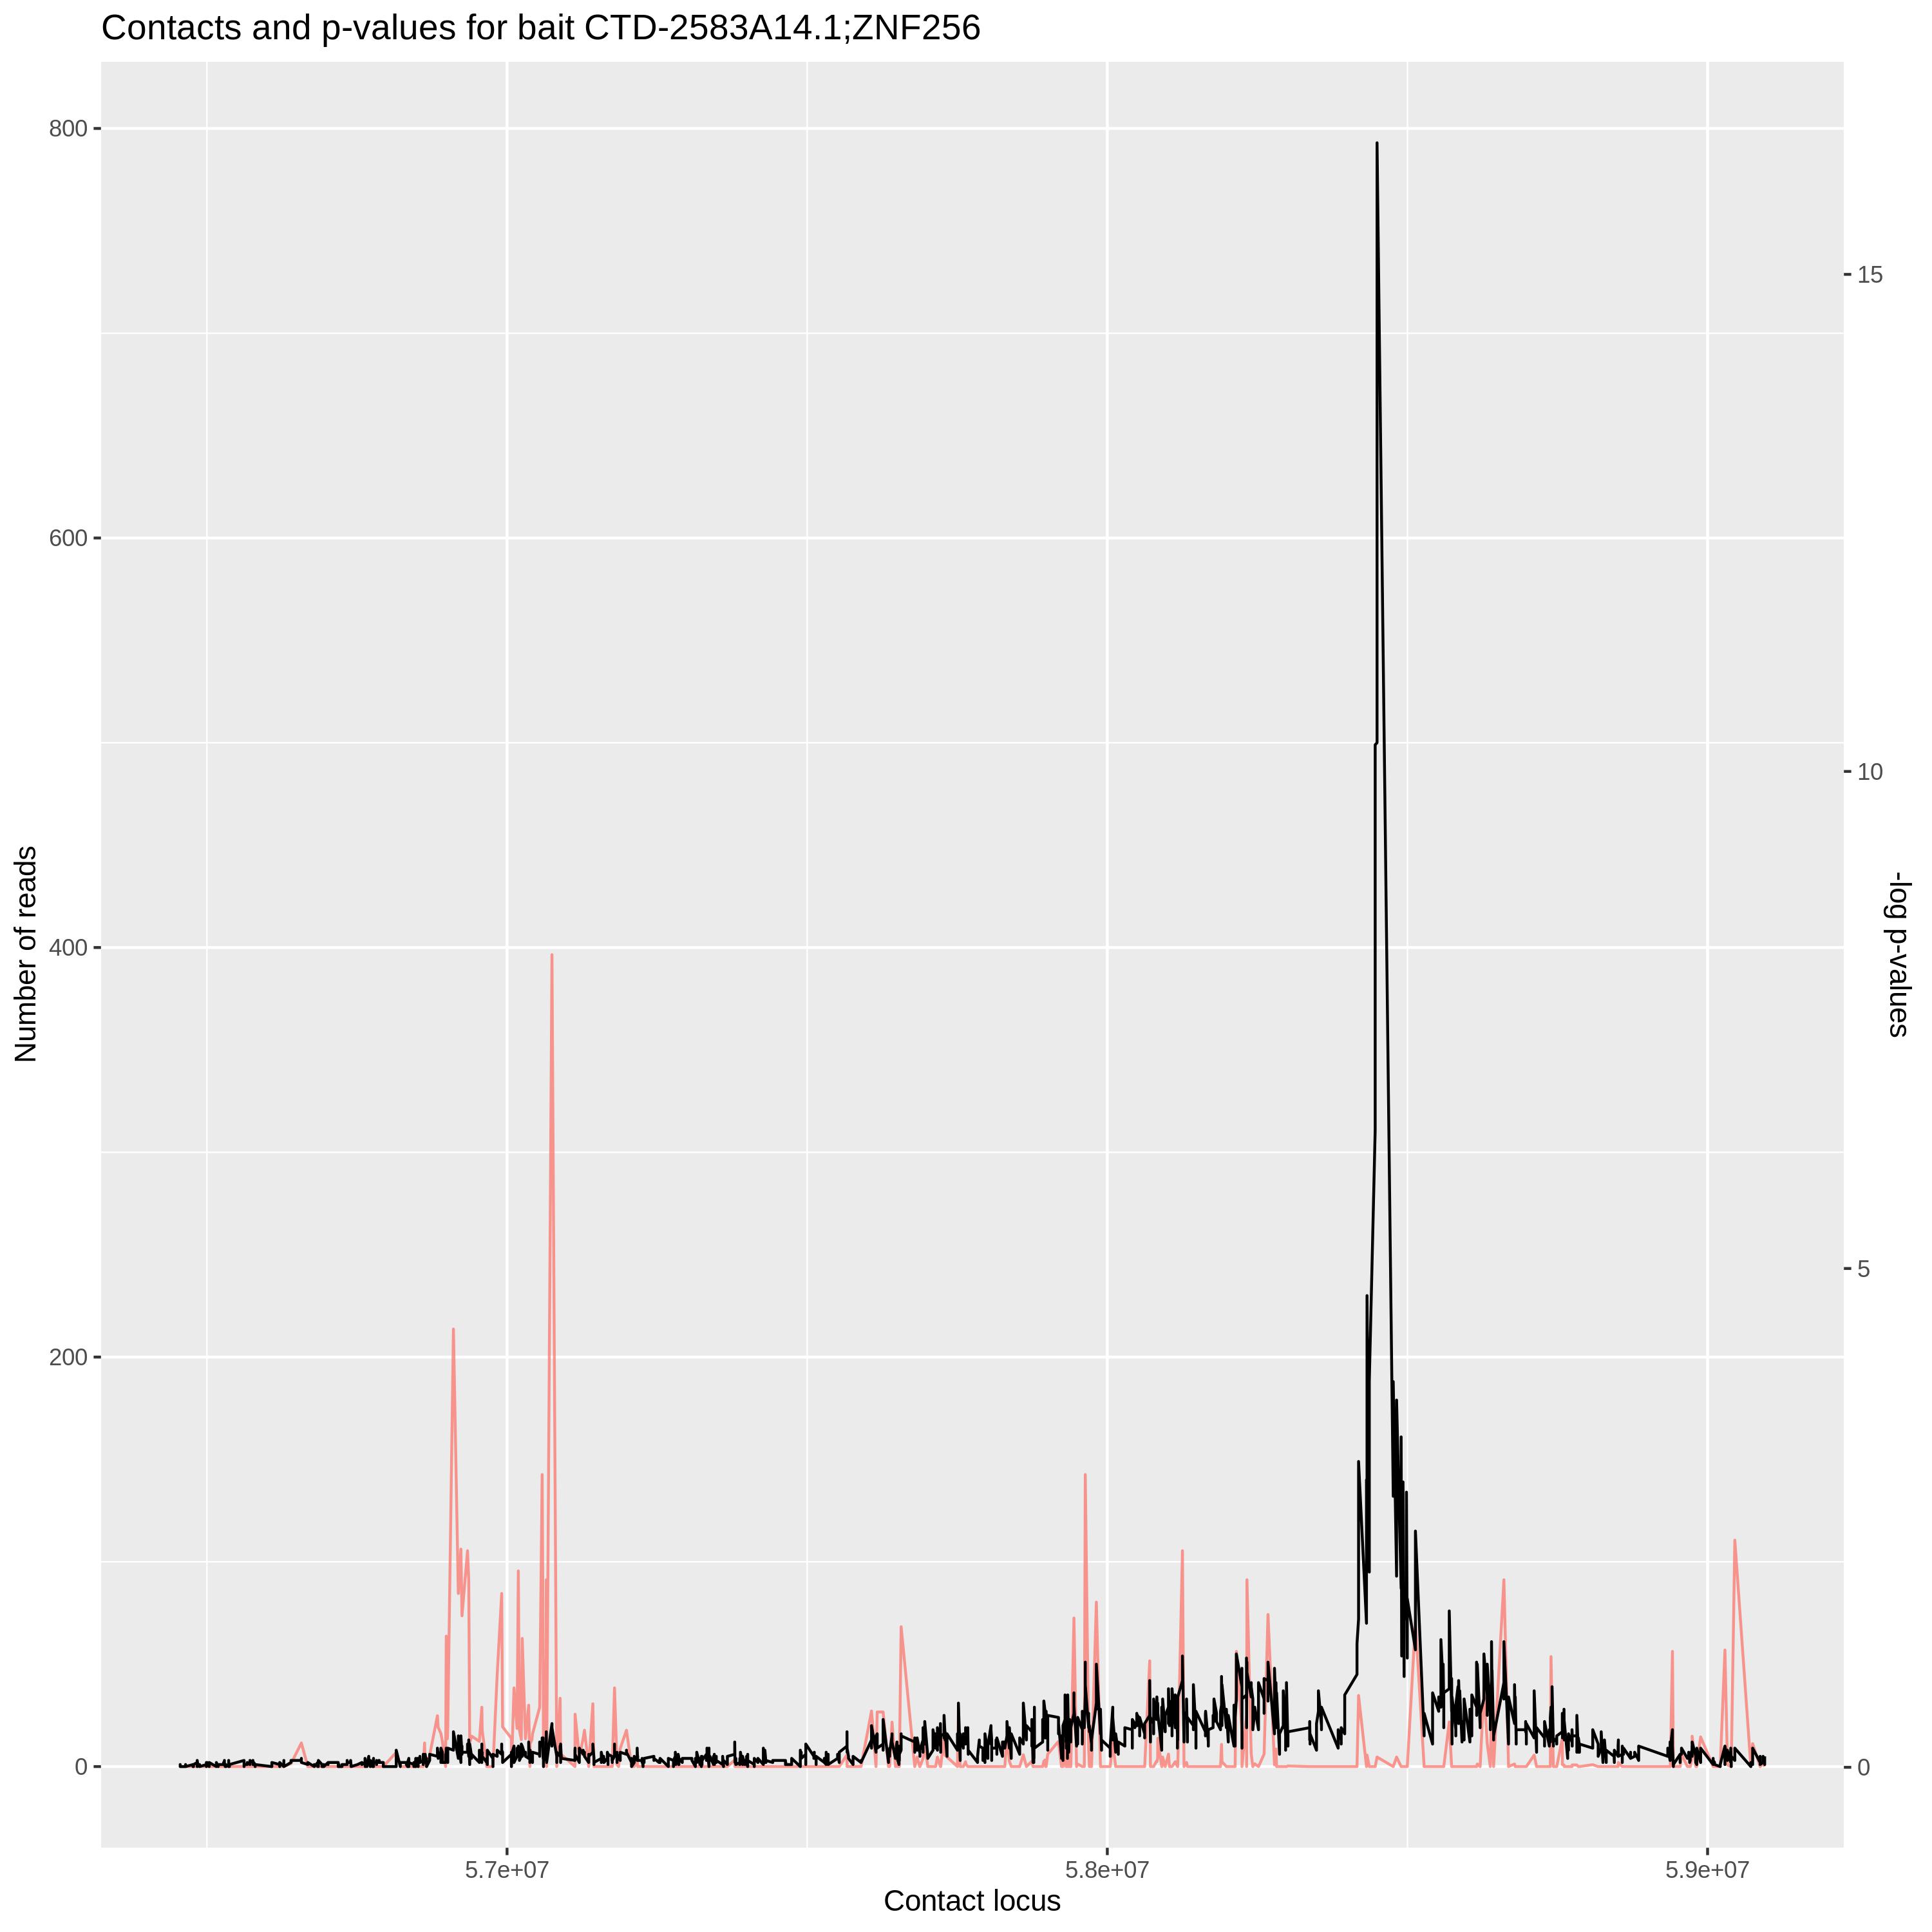 Contacts and p-values for bait CTD-2583A14.1;ZNF256
800
600
400
200
0
Number of reads
15
10
5
0
-log p-values
5.7e+07
5.8e+07
5.9e+07
Contact locus